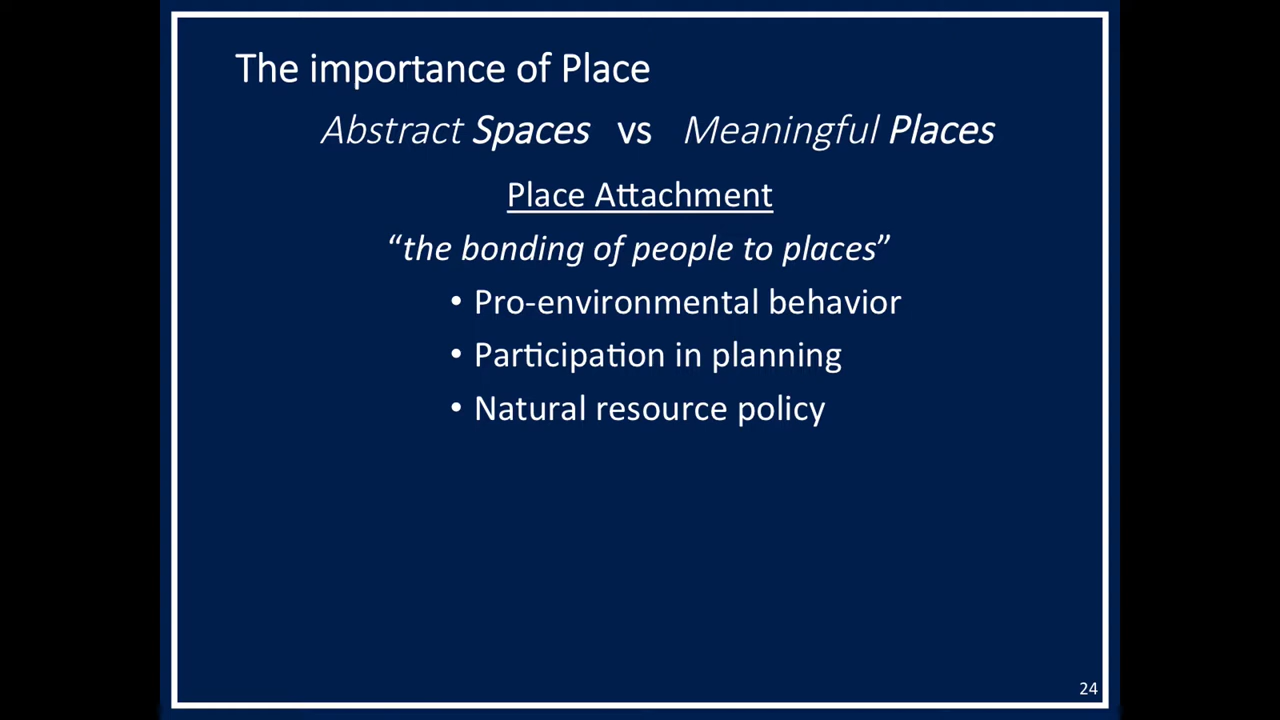 The importance of Place
Abstract Spaces vs Meaningful Places
Place Attachment
“the bonding of people to places”
• Pro-environmental behavior
• Participation in planning
• Natural resource policy
24